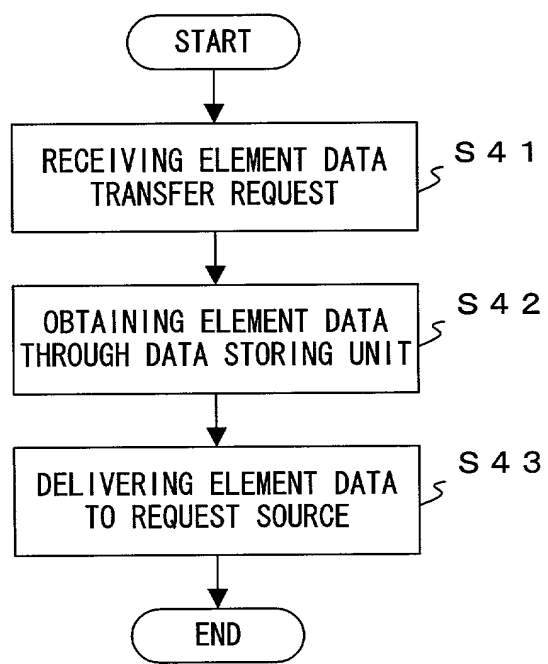 START
RECEIVING ELEMENT DATA
TRANSFER REQUEST
S41
OBTAINING ELEMENT DATA
THROUGH DATA STORING UNIT
S42
DELIVERING ELEMENT DATA
TO REQUEST SOURCE
S43
END